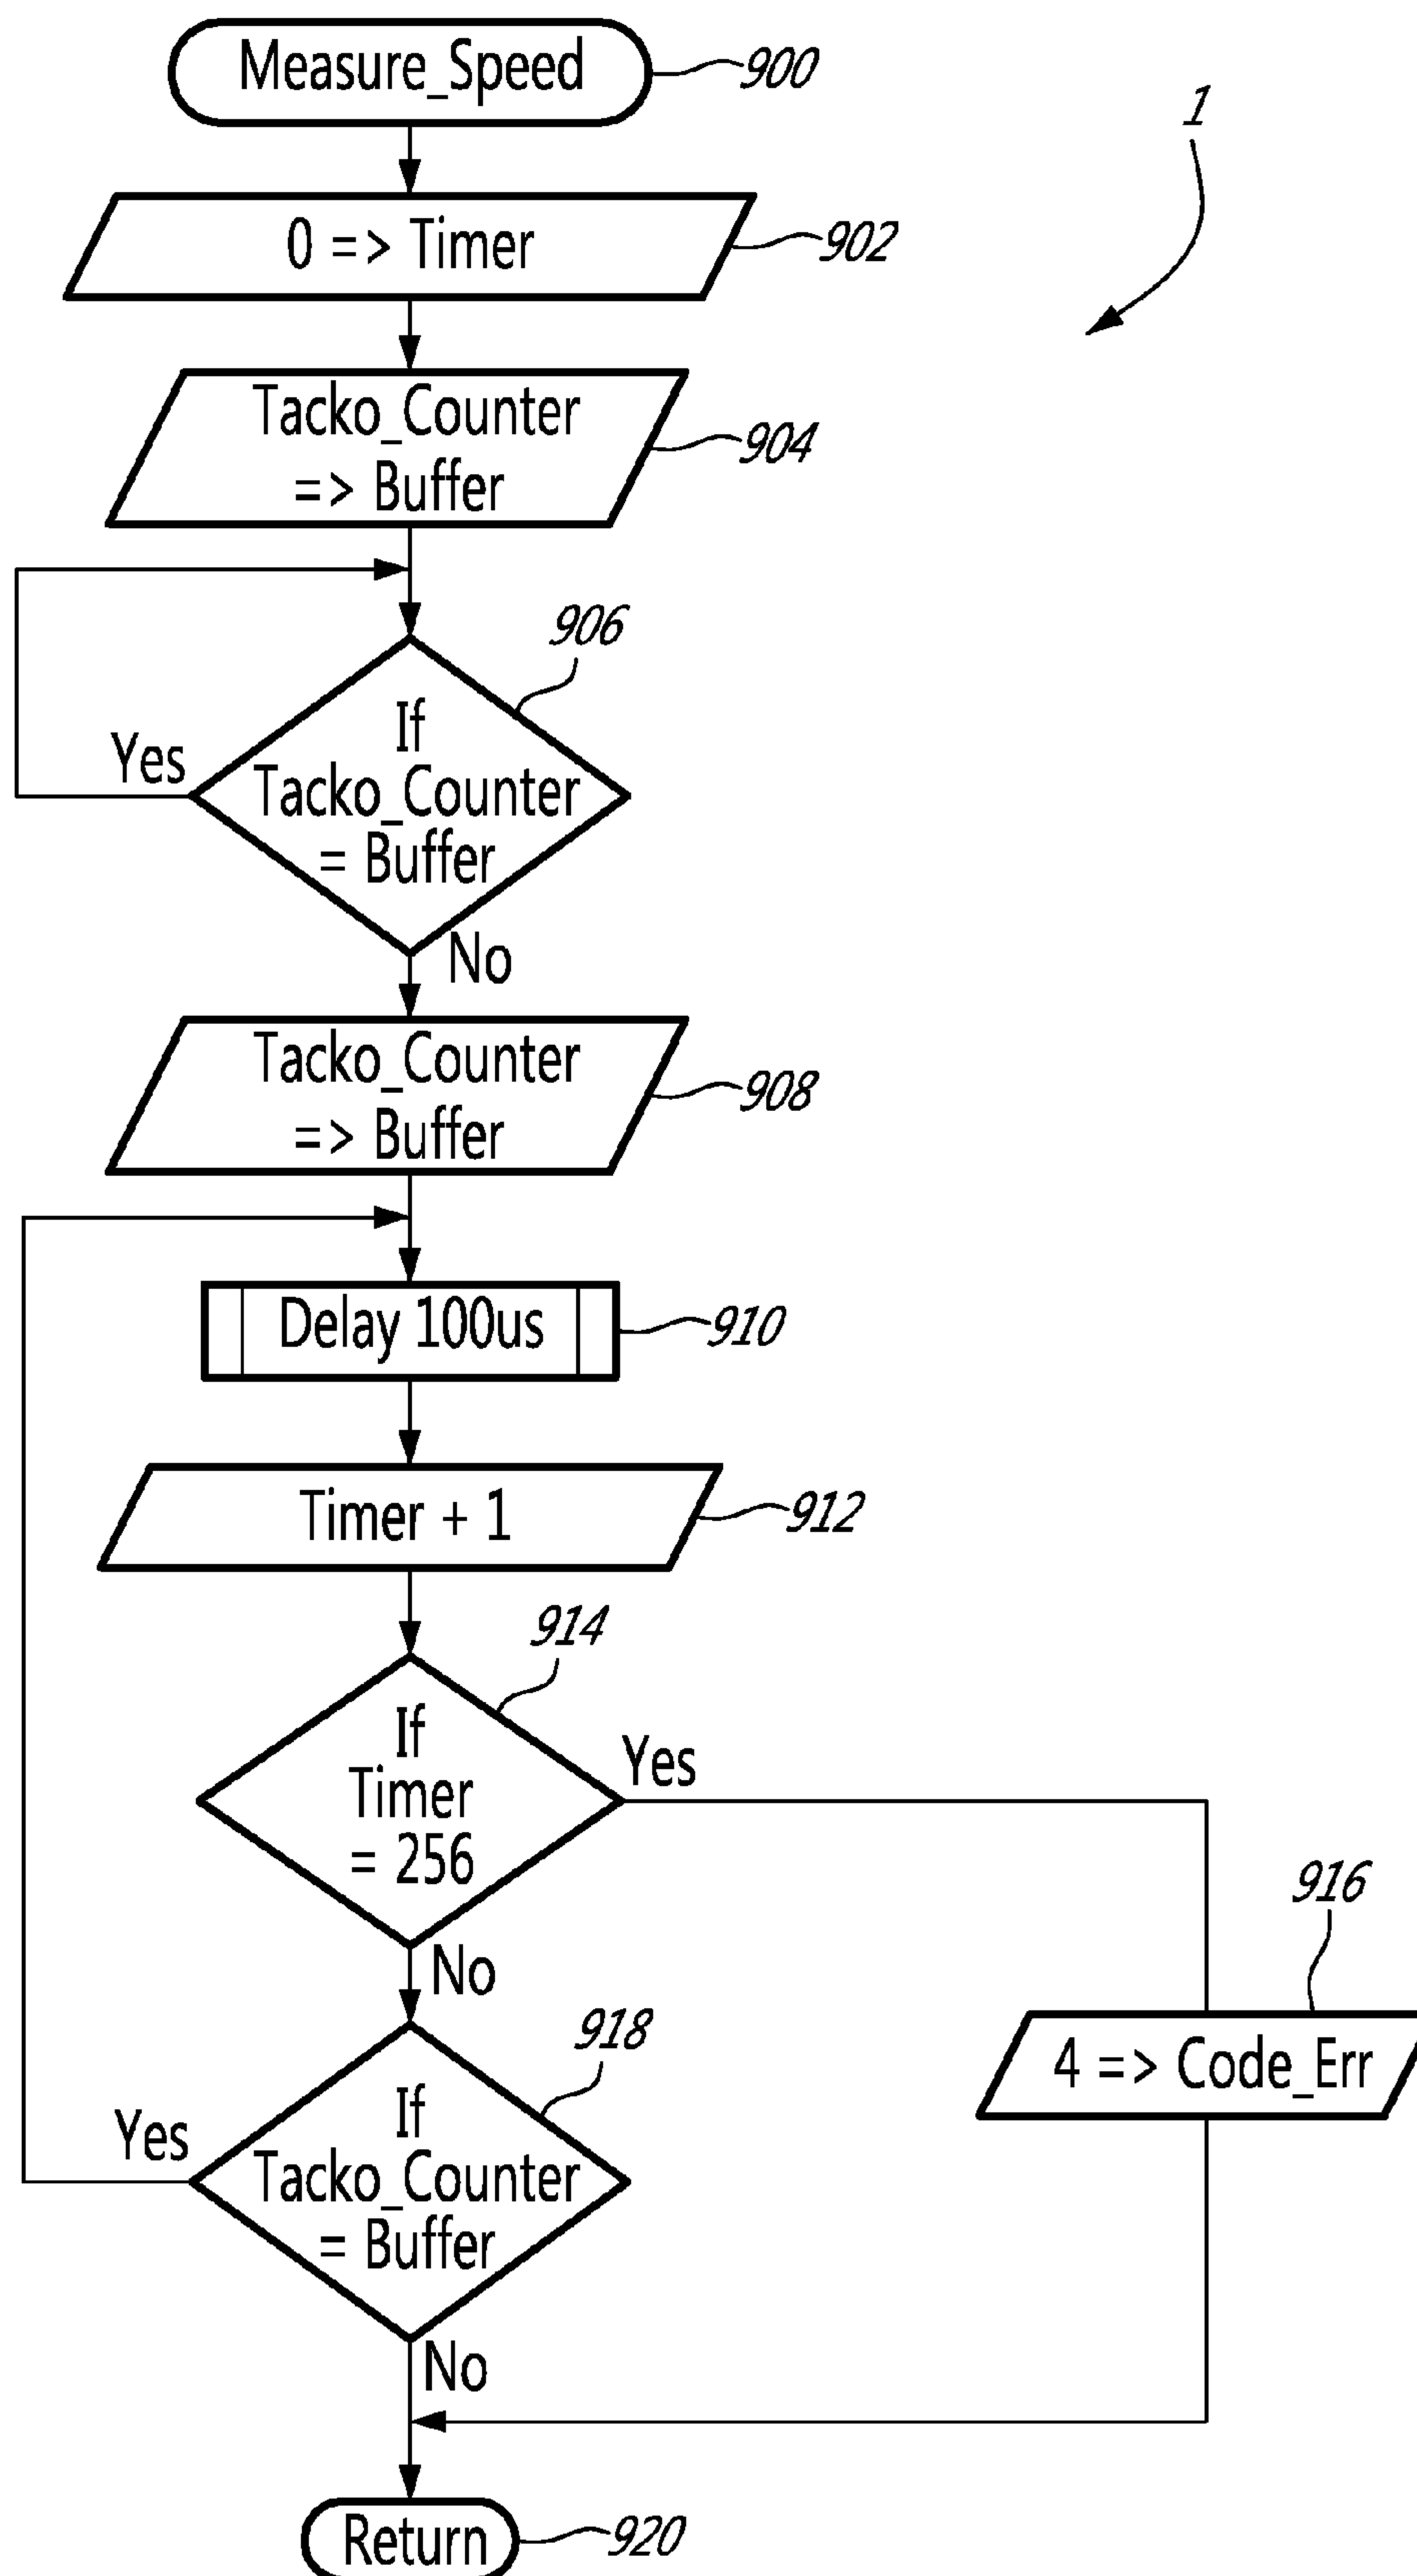 Measure_Speed
900
1
0 => Timer
902
Tacko_Counter
=> Buffer
904
906
If
Tacko_Counter
= Buffer
Yes
No
Tacko_Counter
=> Buffer
908
Delay 100us
910
Timer + 1
912
914
If
Timer
= 256
Yes
No
916
4 => Code_Err
918
If
Tacko_Counter
= Buffer
Yes
No
Return
920